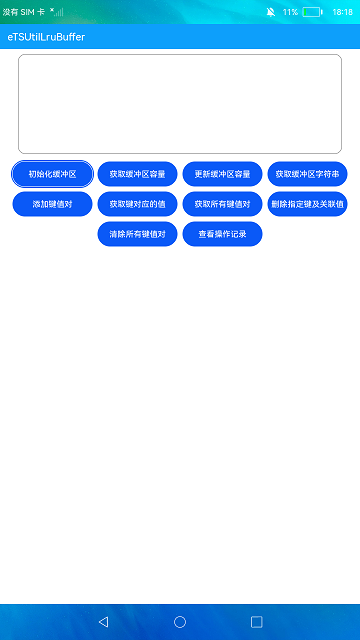 没有 SIM 卡 11% 18:18
eTSUtilLruBuffer
初始化缓冲区 获取缓冲区容量 更新缓冲区容量 获取缓冲区字符串
添加键值对 获取键对应的值 获取所有键值对 删除指定键及关联值
清除所有键值对 查看操作记录